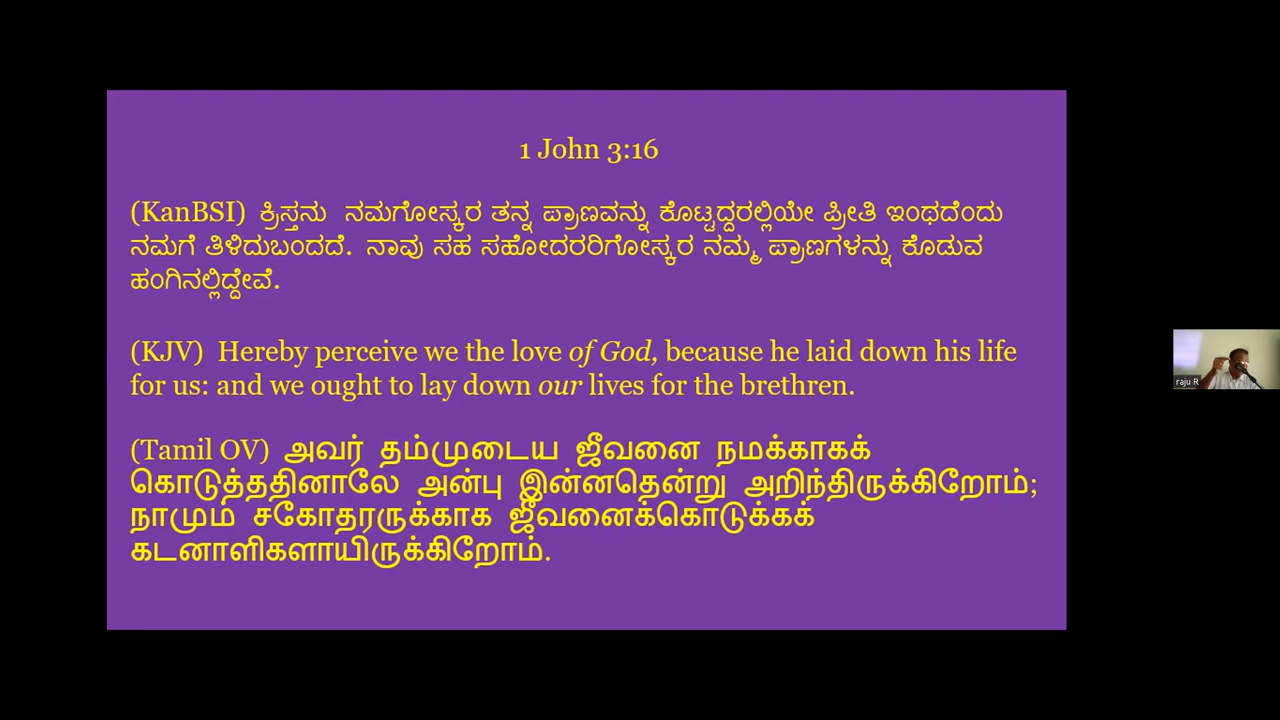 1 John 3:16
(KanBSI) ಕ್ರಿಸ್ತನು ನಮಗೋಸ್ಕರ ತನ್ನ ಪ್ರಾಣವನ್ನು ಕೊಟ್ಟದ್ದರಲ್ಲಿಯೇ ಪ್ರೀತಿ ಇಂಥದೆಂದು
ನಮಗೆ ತಿಳಿದುಬಂದದೆ. ನಾವು ಸಹ ಸಹೋದರರಿಗೋಸ್ಕರ ನಮ್ಮ ಪ್ರಾಣಗಳನ್ನು ಕೊಡುವ
ಹಂಗಿನಲ್ಲಿದ್ದೇವೆ.
(KJV) Hereby perceive we the love of God, because he laid down his life
for us: and we ought to lay down our lives for the brethren.
(Tamil OV) அவர் தம்முடைய ஜீவனை நமக்காகக்
கொடுத்ததினாலே அன்பு இன்னதென்று அறிந்திருக்கிறோம்;
நாமும் சகோதரருக்காக ஜீவனைக்கொடுக்கக்
கடனாளிகளாயிருக்கிறோம்.
raju R